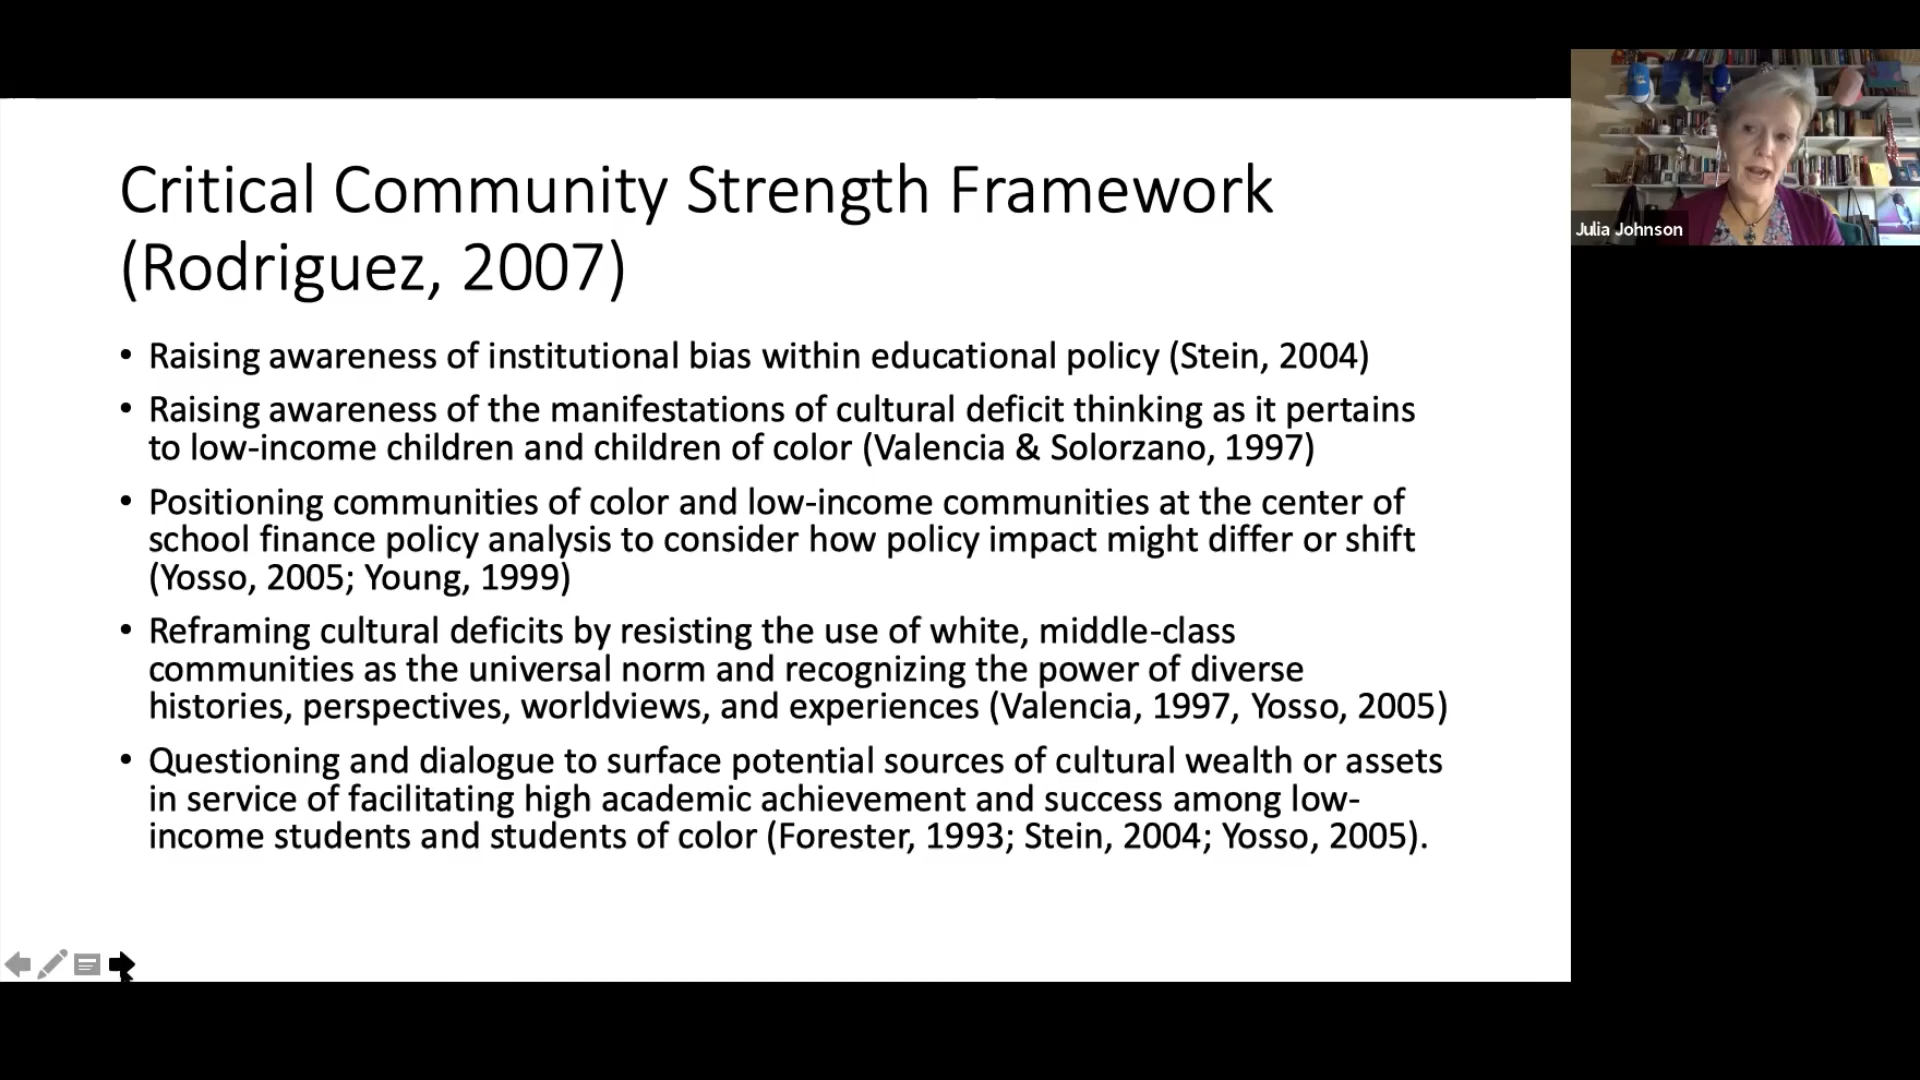 Critical Community Strength Framework
(Rodriguez, 2007)
• Raising awareness of institutional bias within educational policy (Stein, 2004)
• Raising awareness of the manifestations of cultural deficit thinking as it pertains
to low-income children and children of color (Valencia & Solorzano, 1997)
• Positioning communities of color and low-income communities at the center of
school finance policy analysis to consider how policy impact might differ or shift
(Yosso, 2005; Young, 1999)
• Reframing cultural deficits by resisting the use of white, middle-class
communities as the universal norm and recognizing the power of diverse
histories, perspectives, worldviews, and experiences (Valencia, 1997, Yosso, 2005)
• Questioning and dialogue to surface potential sources of cultural wealth or assets
in service of facilitating high academic achievement and success among low-
income students and students of color (Forester, 1993; Stein, 2004; Yosso, 2005).
Julia Johnson